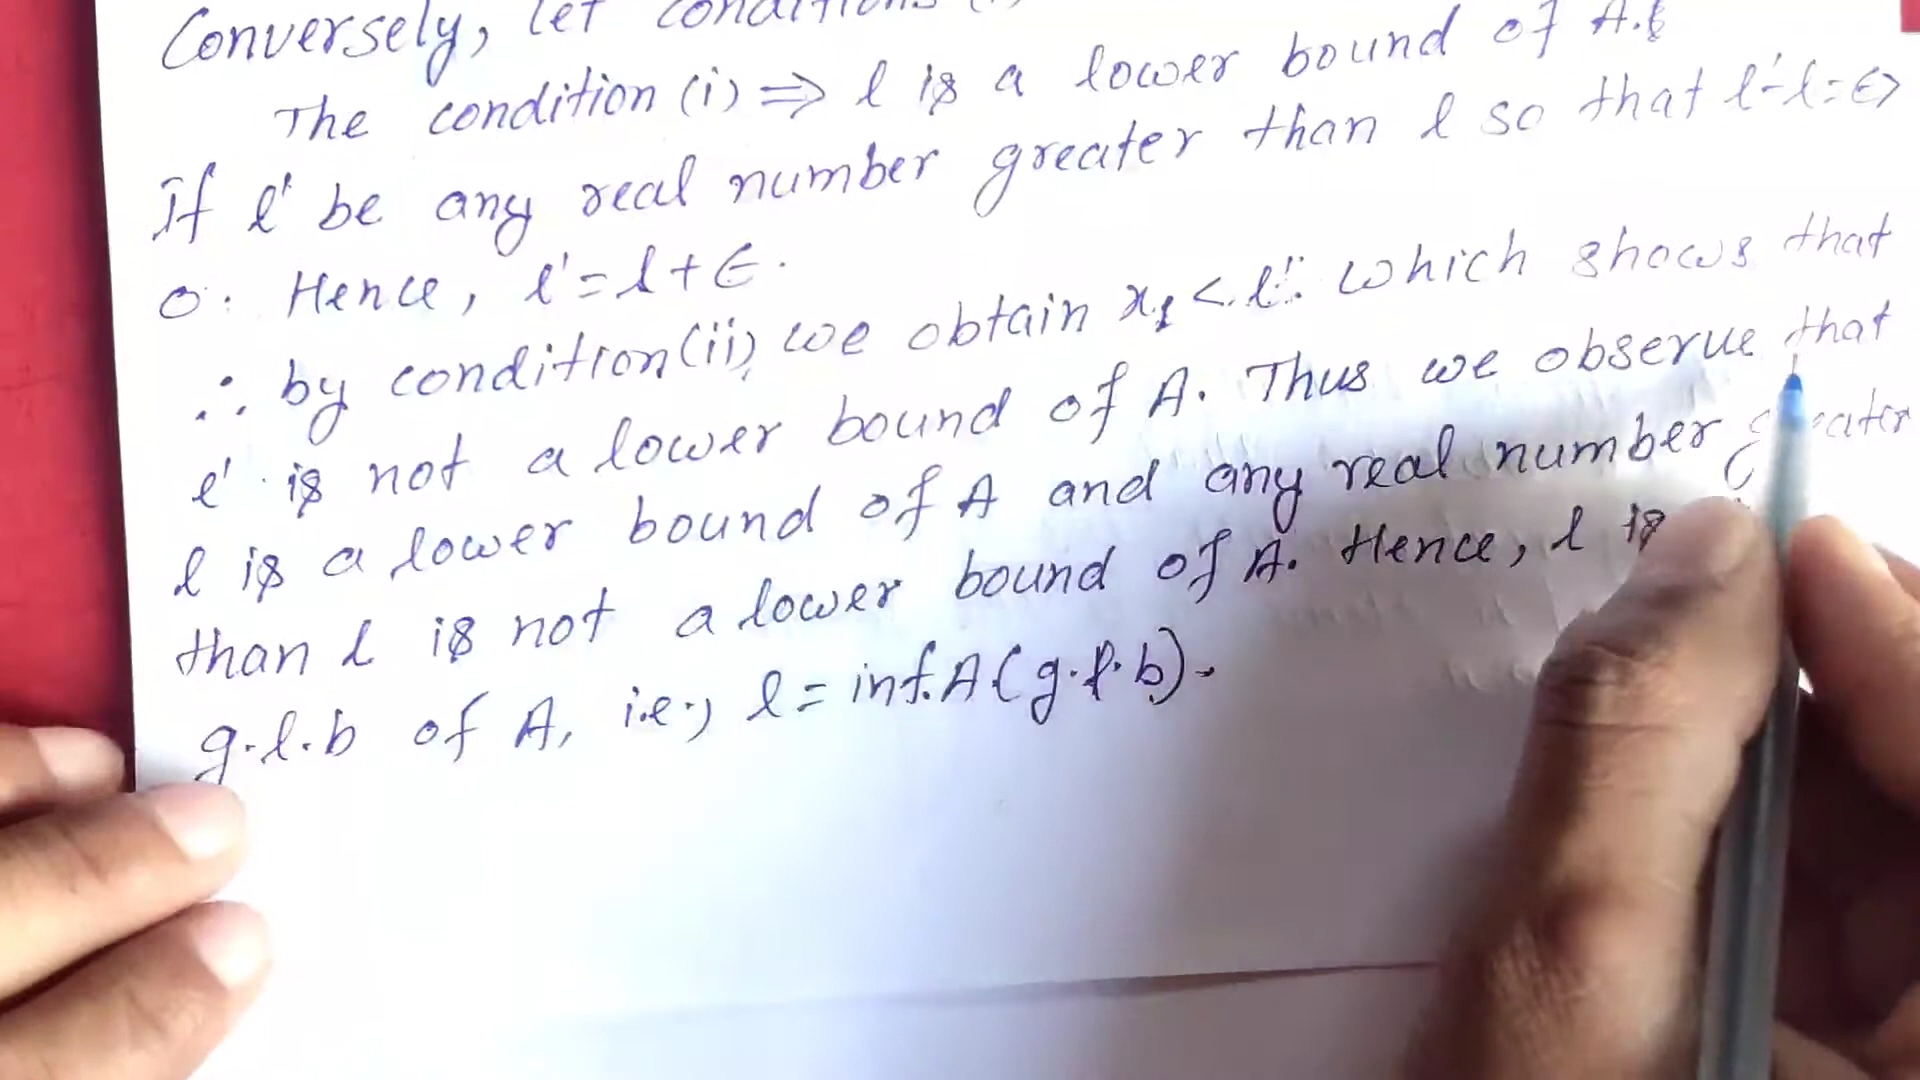 Conversely, let conditions (
The condition (i) ⇒ l is a lower bound of A.
If l' be any real number greater than l so that l'-l=ϵ>
0. Hence, l'=l+ϵ.
∴ by condition (ii), we obtain x₁ < l'. which shows that
l' is not a lower bound of A. Thus we observe that
l is a lower bound of A and any real number greater
than l is not a lower bound of A. Hence, l is
g.l.b of A, i.e., l = inf. A (g.l.b).